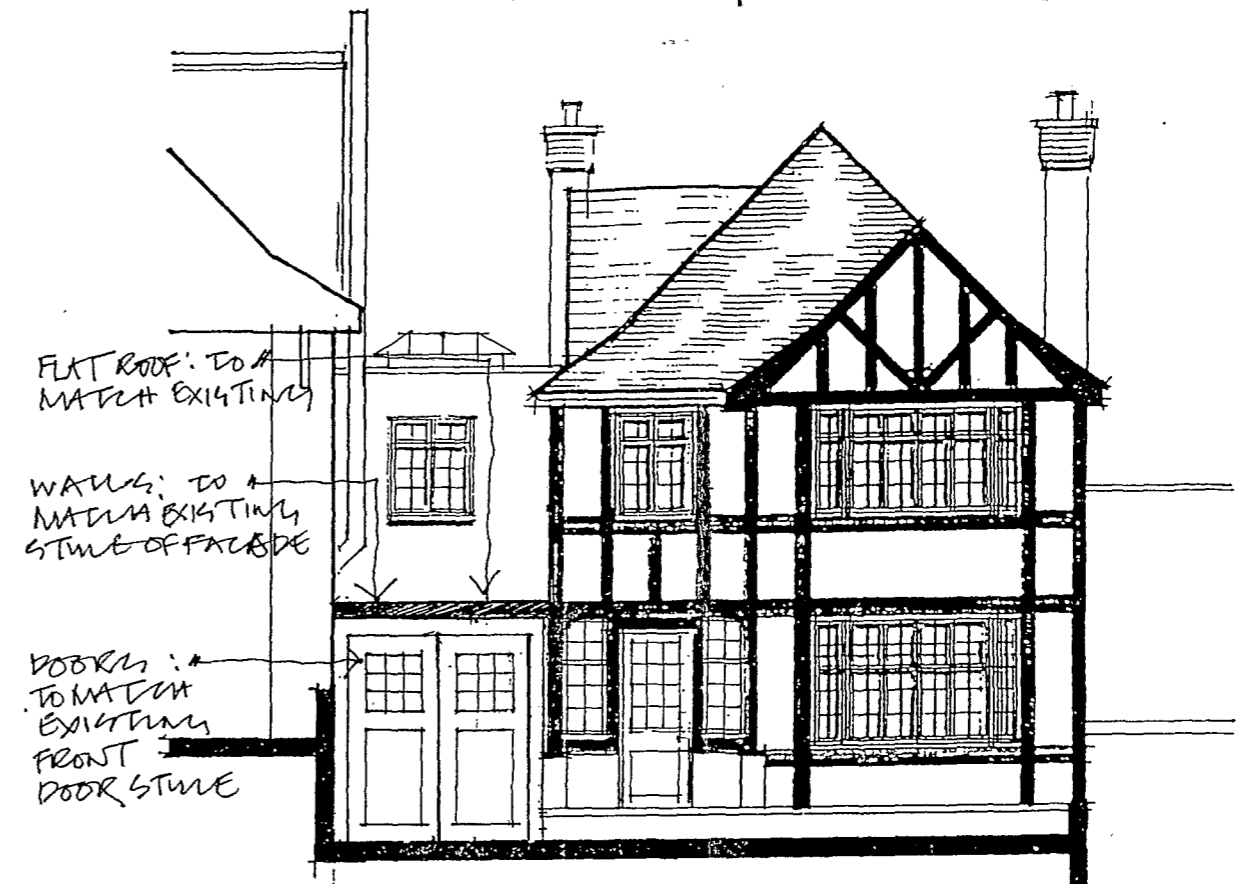 FLAT ROOF: TO
MATCH EXISTING
WALLS: TO
MATCH EXISTING
STYLE OF FACADE
DOORS:
TO MATCH
EXISTING
FRONT
DOOR STYLE